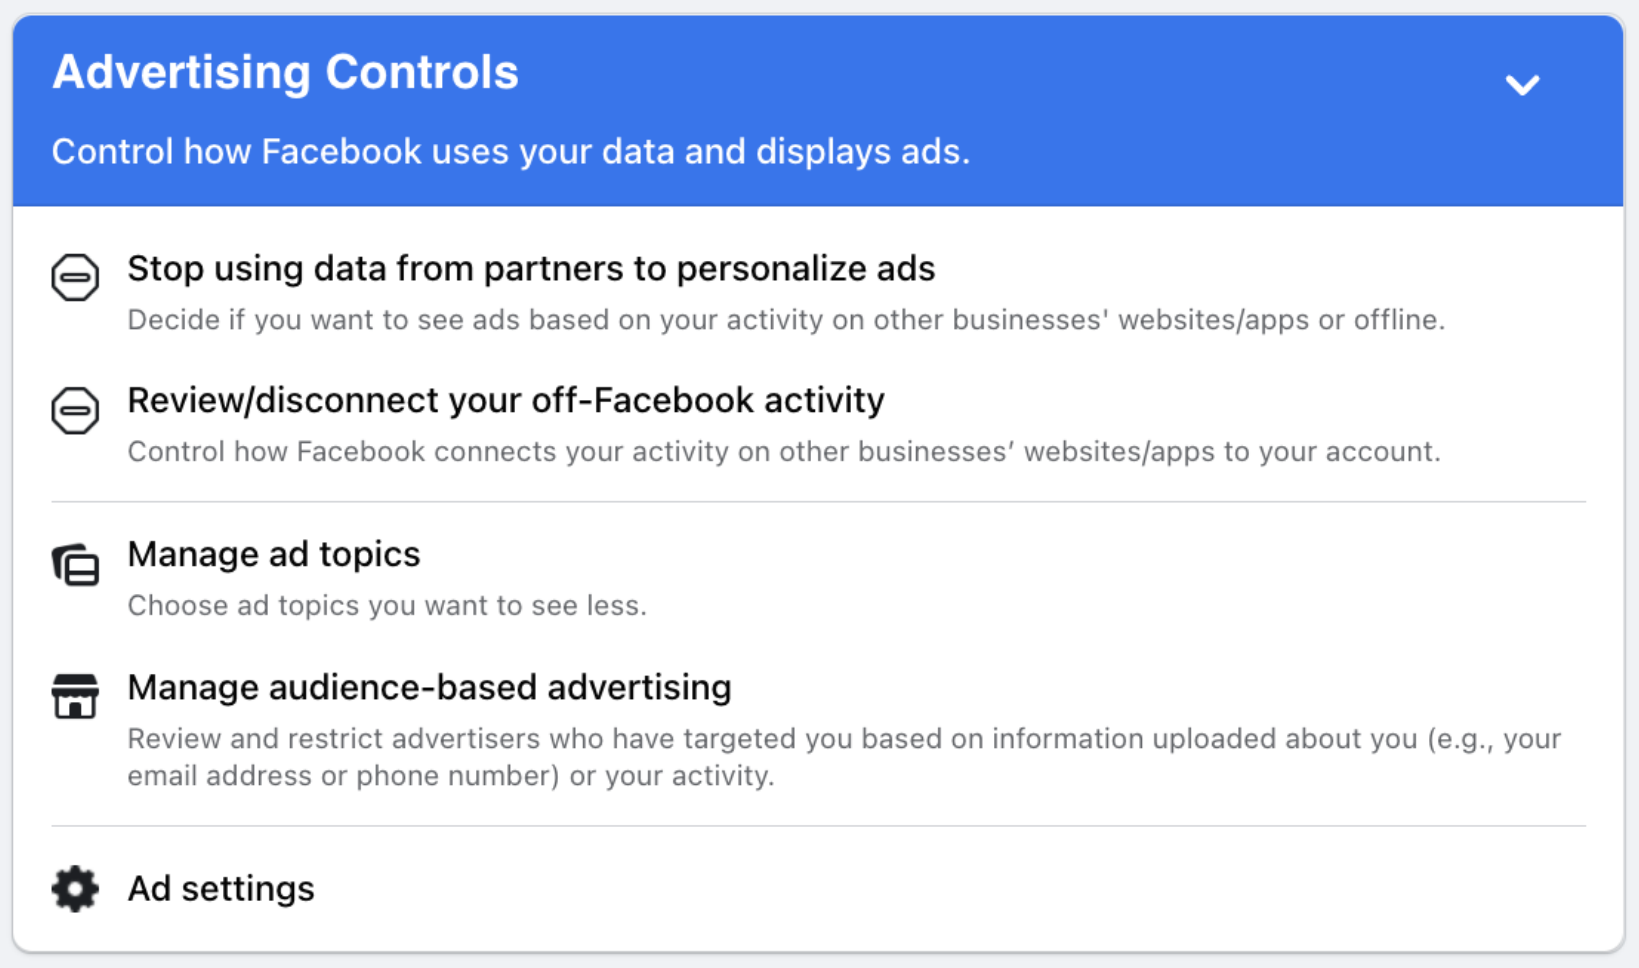 Advertising Controls
Control how Facebook uses your data and displays ads.
Stop using data from partners to personalize ads
Decide if you want to see ads based on your activity on other businesses' websites/apps or offline.
Review/disconnect your off-Facebook activity
Control how Facebook connects your activity on other businesses’ websites/apps to your account.
Manage ad topics
Choose ad topics you want to see less.
Manage audience-based advertising
Review and restrict advertisers who have targeted you based on information uploaded about you (e.g., your
email address or phone number) or your activity.
Ad settings